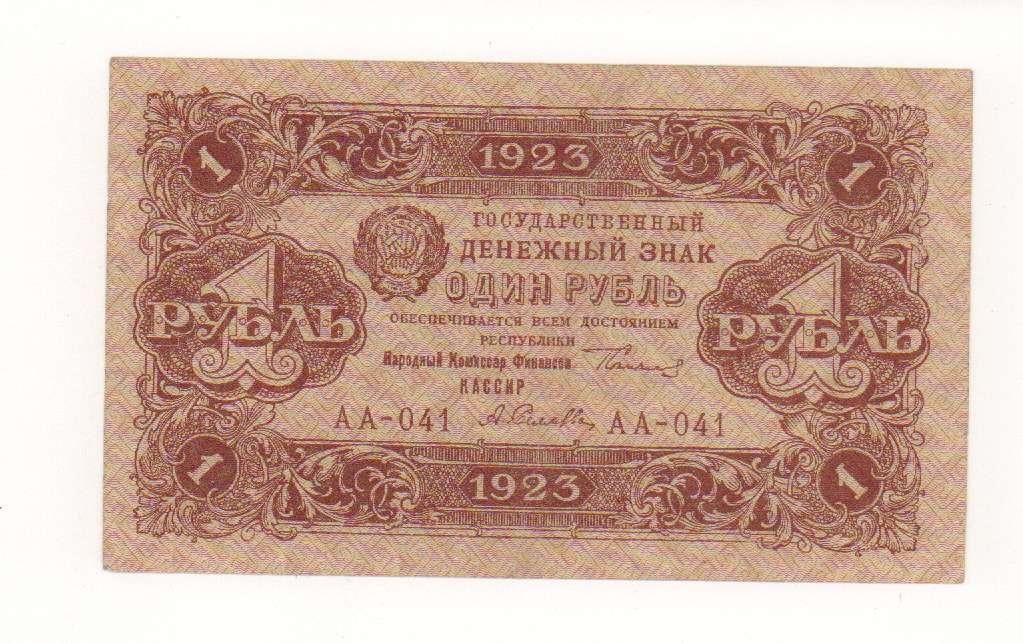 1 1923 1
ГОСУДАРСТВЕННЫЙ
ДЕНЕЖНЫЙ ЗНАК
ОДИН РУБЛЬ
1 РУБЛЬ
1 РУБЛЬ
ОБЕСПЕЧИВАЕТСЯ ВСЕМ ДОСТОЯНИЕМ
РЕСПУБЛИКИ
Народный Комиссар Финансов
КАССИР
АА-041 АА-041
1 1923 1